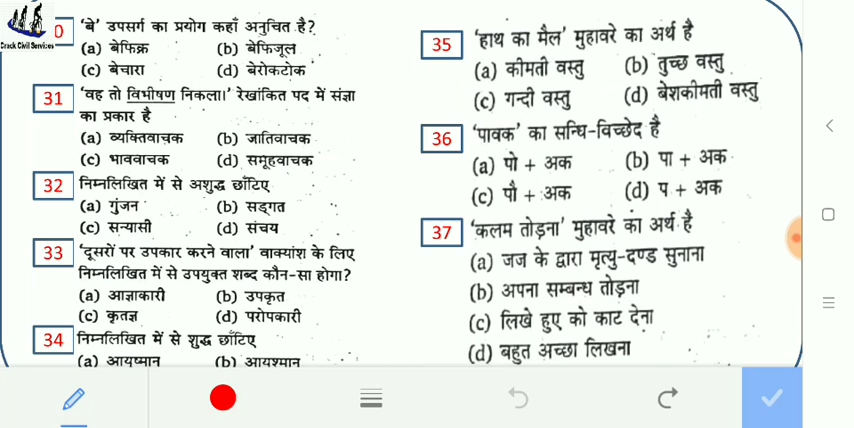 Crack Civil Services
0 'बे' उपसर्ग का प्रयोग कहाँ अनुचित है?
(a) बेफिक्र (b) बेफिजूल
(c) बेचारा (d) बेरोकटोक
31 'वह तो विभीषण निकला।' रेखांकित पद में संज्ञा
का प्रकार है
(a) व्यक्तिवाचक (b) जातिवाचक
(c) भाववाचक (d) समूहवाचक
32 निम्नलिखित में से अशुद्ध छाँटिए
(a) गुंजन (b) सड्गत
(c) सन्यासी (d) संचय
33 'दूसरों पर उपकार करने वाला' वाक्यांश के लिए
निम्नलिखित में से उपयुक्त शब्द कौन-सा होगा?
(a) आज्ञाकारी (b) उपकृत
(c) कृतज्ञ (d) परोपकारी
34 निम्नलिखित में से शुद्ध छाँटिए
(a) आयुष्मान (b) आयुश्मान
35 'हाथ का मैल' मुहावरे का अर्थ है
(a) कीमती वस्तु (b) तुच्छ वस्तु
(c) गन्दी वस्तु (d) बेशकीमती वस्तु
36 'पावक' का सन्धि-विच्छेद है
(a) पो + अक (b) पा + अक
(c) पौ + अक (d) प + अक
37 'कलम तोड़ना' मुहावरे का अर्थ है
(a) जज के द्वारा मृत्यु-दण्ड सुनाना
(b) अपना सम्बन्ध तोड़ना
(c) लिखे हुए को काट देना
(d) बहुत अच्छा लिखना